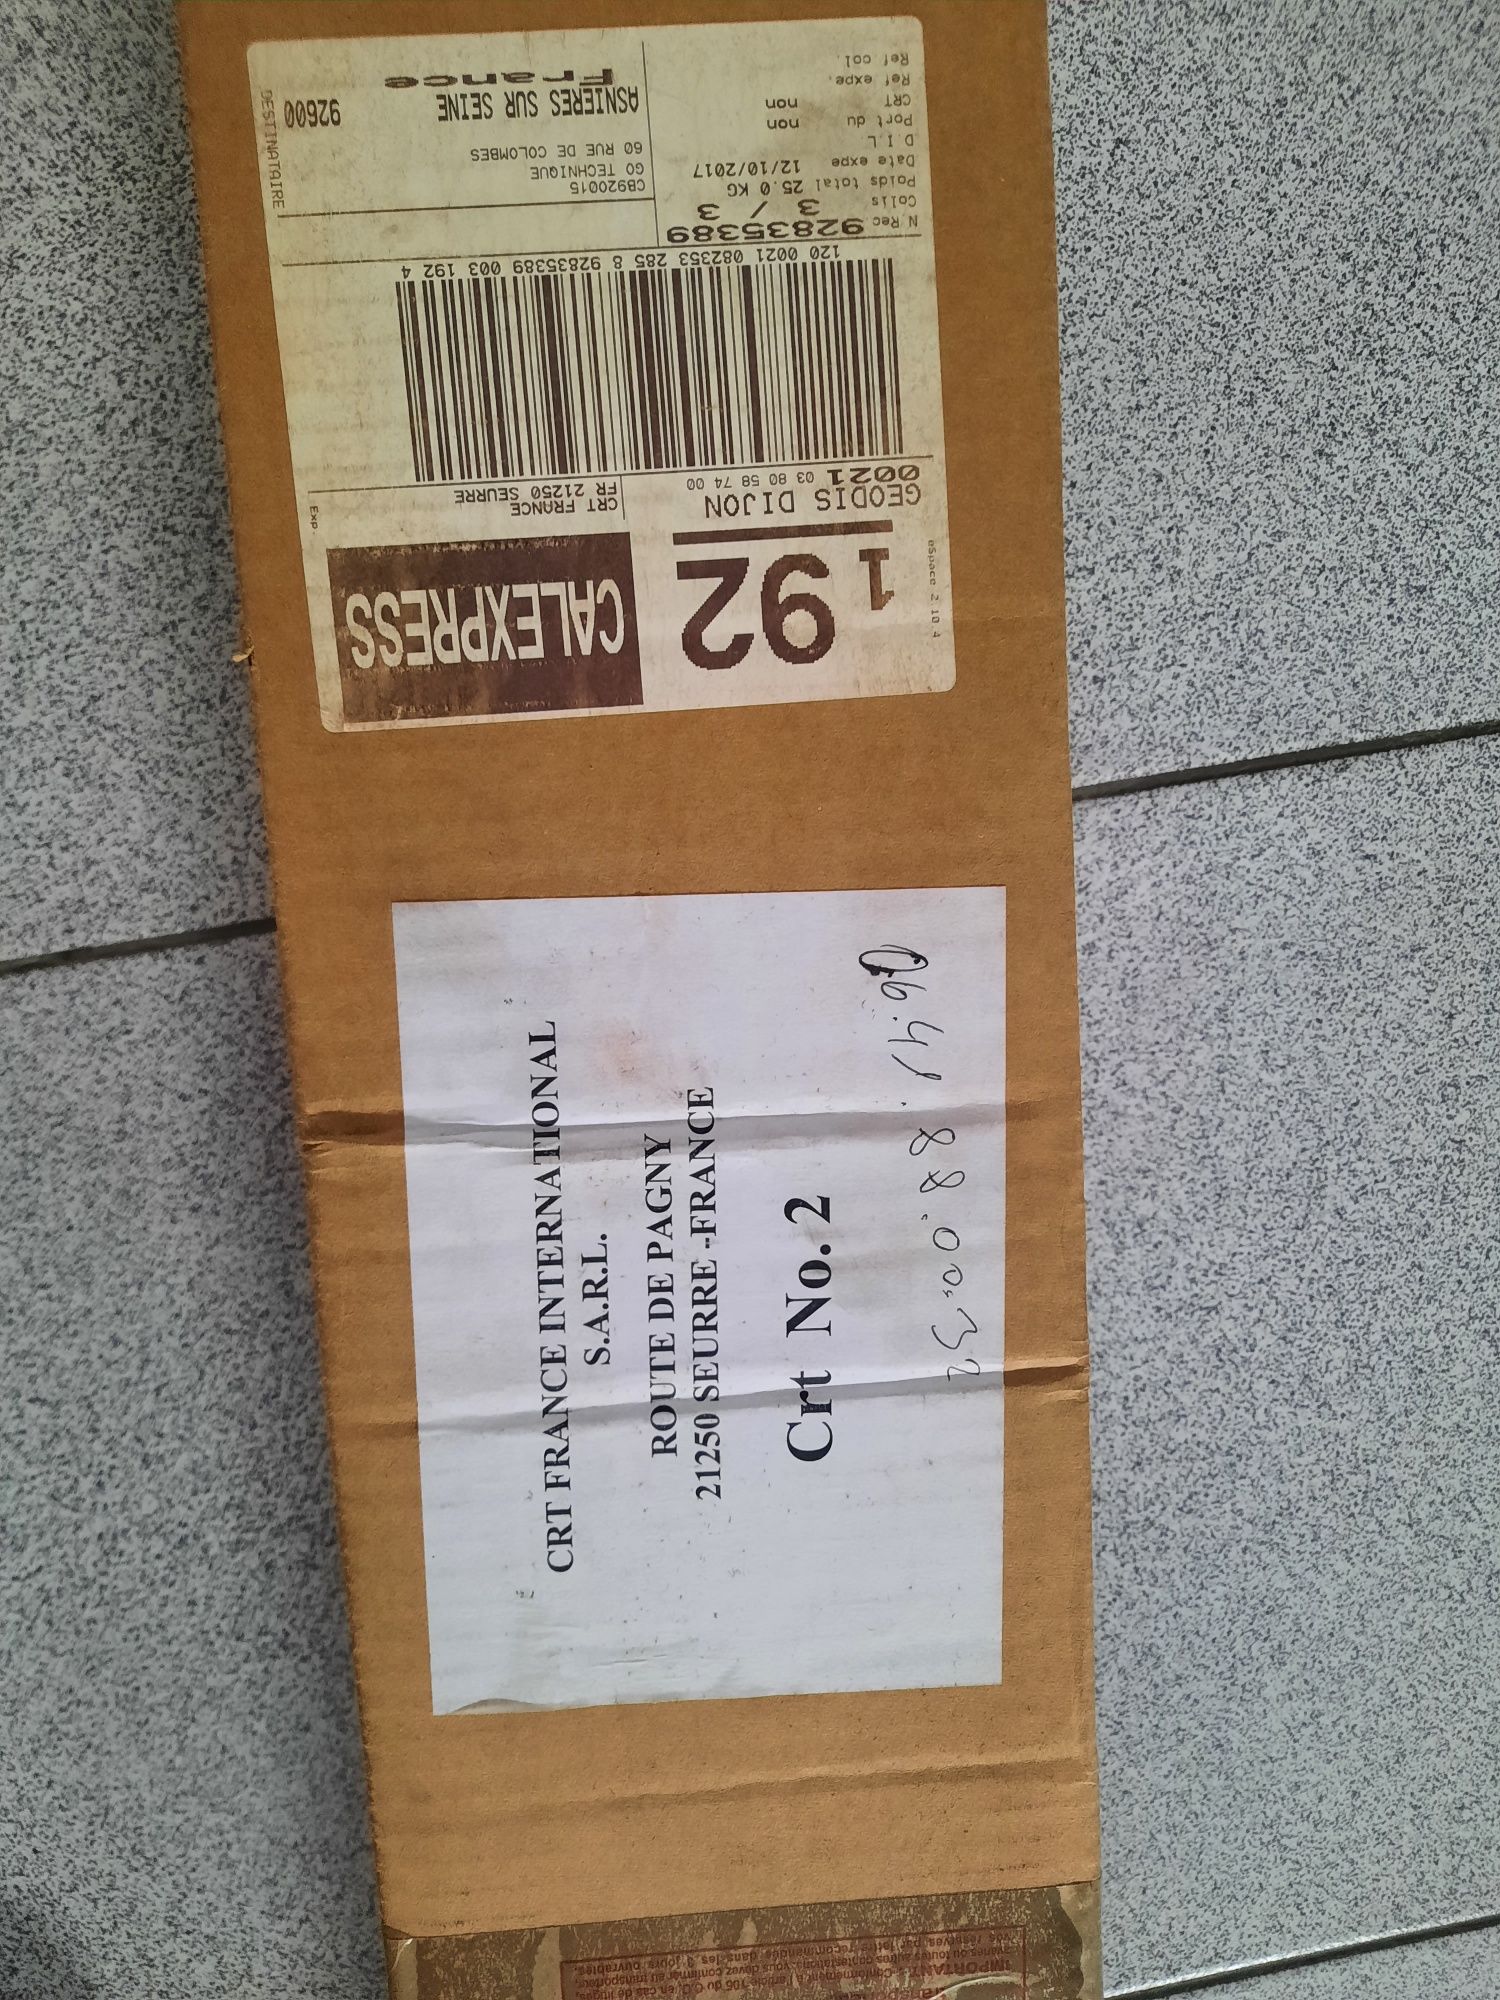 CALEXPRESS
1 92
eSpace 2.10.4
Exp.
CRT FRANCE
FR 21250 SEURRE
GEODIS DIJON
0021 03 80 58 74 00
120 0021 082353 285 8 92835389 003 192 4
N Rec 92835389
Colis 3 / 3
Poids total 25.0 KG
Date expe 12/10/2017
D.I.L
Port du non
CRT non
Ref expe.
Ref col.
DESTINATAIRE
CB920015
GO TECHNIQUE
60 RUE DE COLOMBES
92600 ASNIERES SUR SEINE
France
CRT FRANCE INTERNATIONAL
S.A.R.L.
ROUTE DE PAGNY
21250 SEURRE --FRANCE
Crt No. 2
IMPORTANT